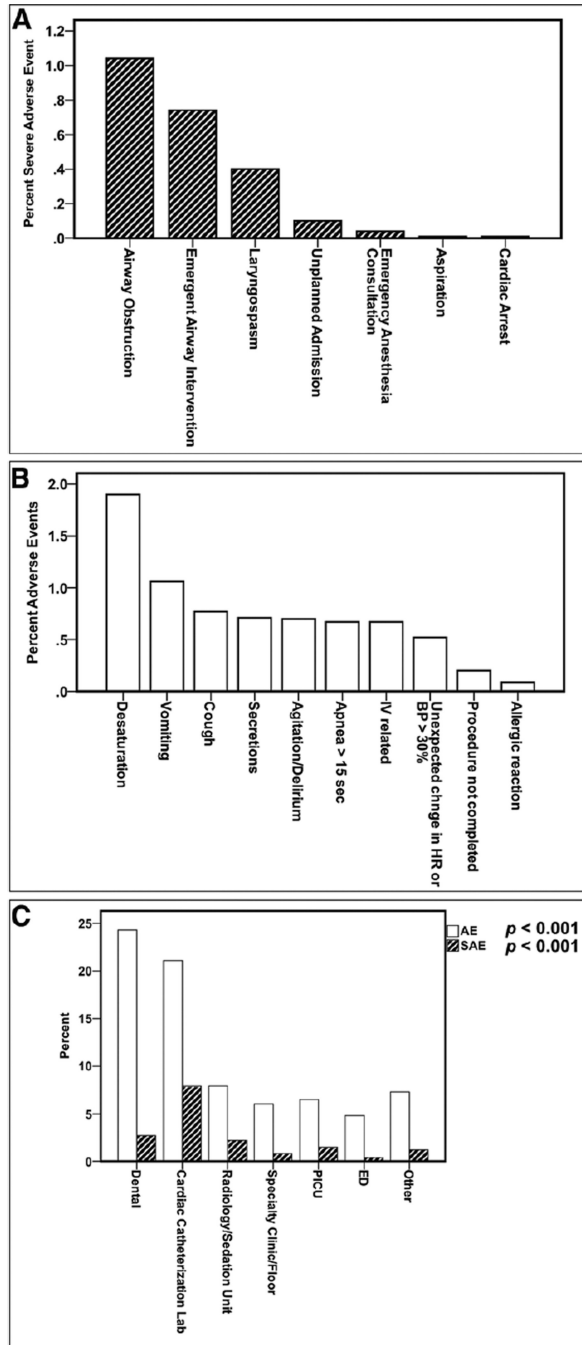 A
Percent Severe Adverse Event
1.2
1.0
.8
.6
.4
.2
.0
Airway Obstruction
Emergent Airway Intervention
Laryngospasm
Unplanned Admission
Emergency Anesthesia
Consultation
Aspiration
Cardiac Arrest
B
Percent Adverse Events
2.0
1.5
1.0
.5
.0
Desaturation
Vomiting
Cough
Secretions
Agitation/Delirium
Apnea > 15 sec
IV related
Unexpected chnge in HR or
BP > 30%
Procedure not completed
Allergic reaction
C
Percent
25
20
15
10
5
0
Dental
Cardiac Catheterization Lab
Radiology/Sedation Unit
Specialty Clinic/Floor
PICU
ED
Other
AE p < 0.001
SAE p < 0.001